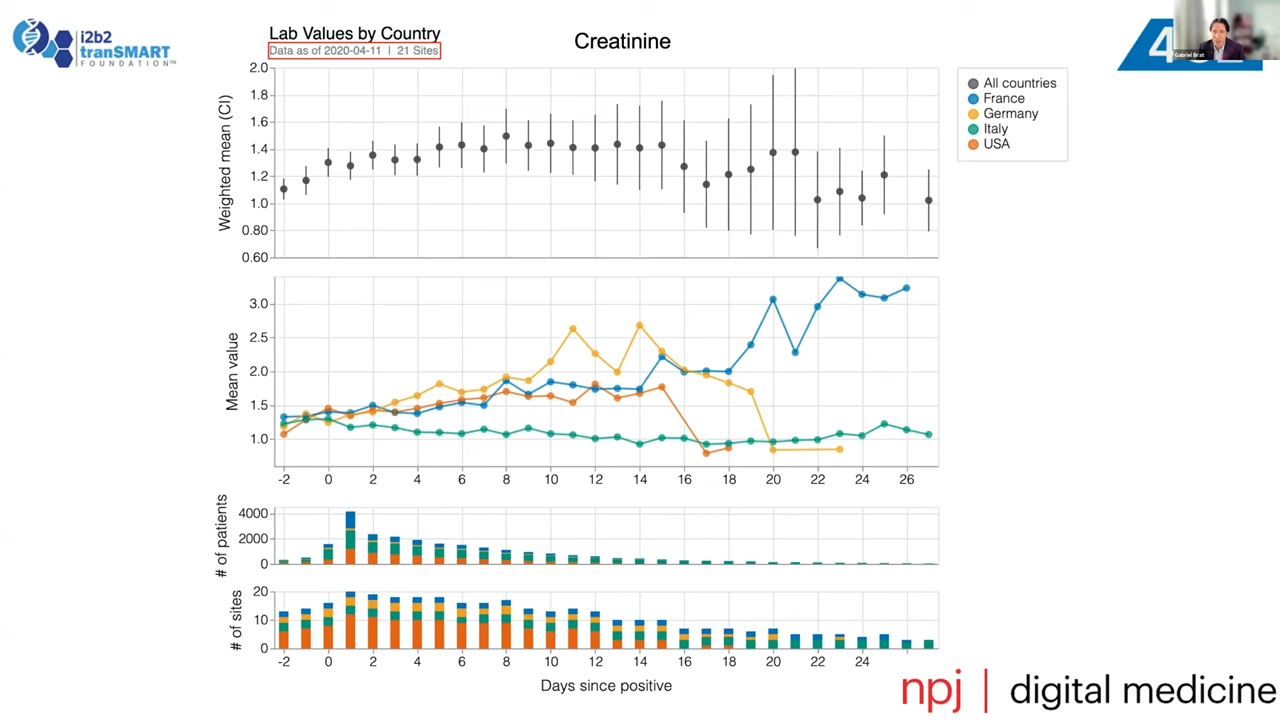 i2b2
tranSMART
FOUNDATION™
Lab Values by Country
Data as of 2020-04-11 | 21 Sites
Creatinine
Gabriel Brat
All countries
France
Germany
Italy
USA
Weighted mean (CI)
2.0
1.8
1.6
1.4
1.2
1.0
0.80
0.60
Mean value
3.0
2.5
2.0
1.5
1.0
-2 0 2 4 6 8 10 12 14 16 18 20 22 24 26
# of patients
4000
2000
0
# of sites
20
10
0
-2 0 2 4 6 8 10 12 14 16 18 20 22 24
Days since positive
npj | digital medicine